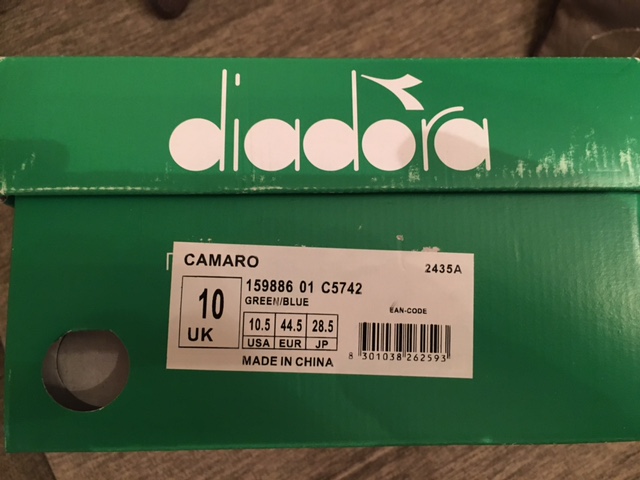 diadora
CAMARO
2435A
10
UK
159886 01 C5742
GREEN/BLUE
10.5 44.5 28.5
USA EUR JP
MADE IN CHINA
EAN-CODE
8 301038 262593